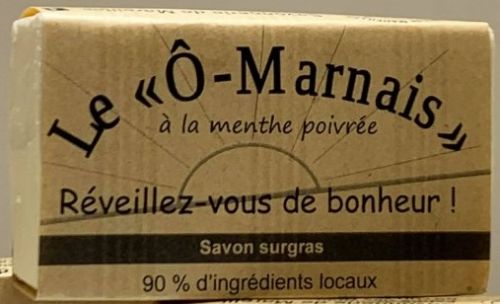 Le «Ô-Marnais»
à la menthe poivrée
Réveillez-vous de bonheur !
Savon surgras
90 % d'ingrédients locaux